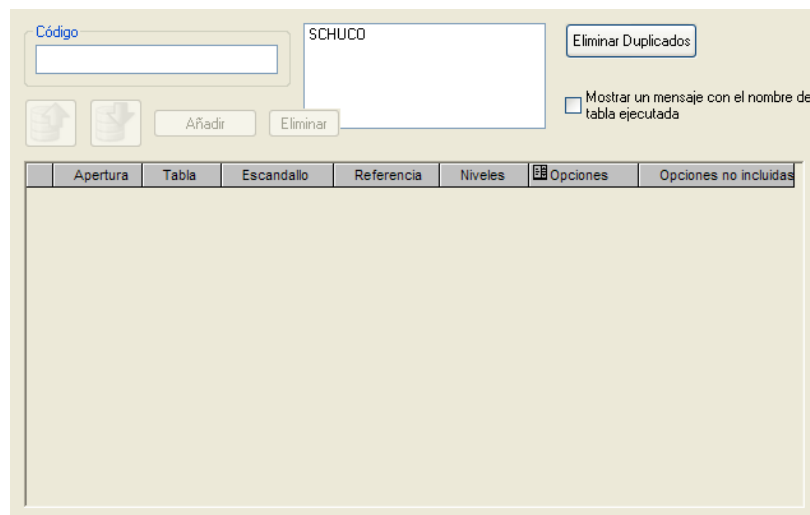 Código
SCHUCO
Eliminar Duplicados
Mostrar un mensaje con el nombre de
tabla ejecutada
Añadir
Eliminar
Apertura Tabla Escandallo Referencia Niveles Opciones Opciones no incluidas